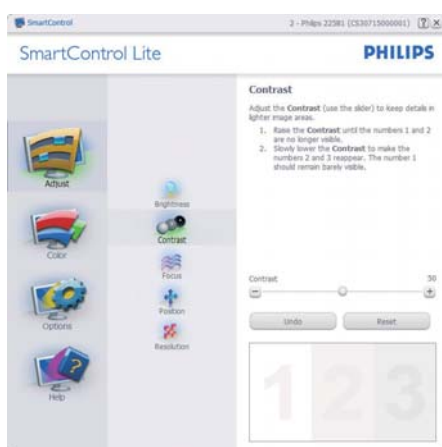 SmartControl
2 - Philips 225B1 (CS30715000001)
SmartControl Lite
PHILIPS
Adjust
Color
Options
Help
Brightness
Contrast
Focus
Position
Resolution
Contrast
Adjust the Contrast (use the slider) to keep details in
lighter image areas.
1. Raise the Contrast until the numbers 1 and 2
are no longer visible.
2. Slowly lower the Contrast to make the
numbers 2 and 3 reappear. The number 1
should remain barely visible.
Contrast 50
Undo Reset
1 2 3